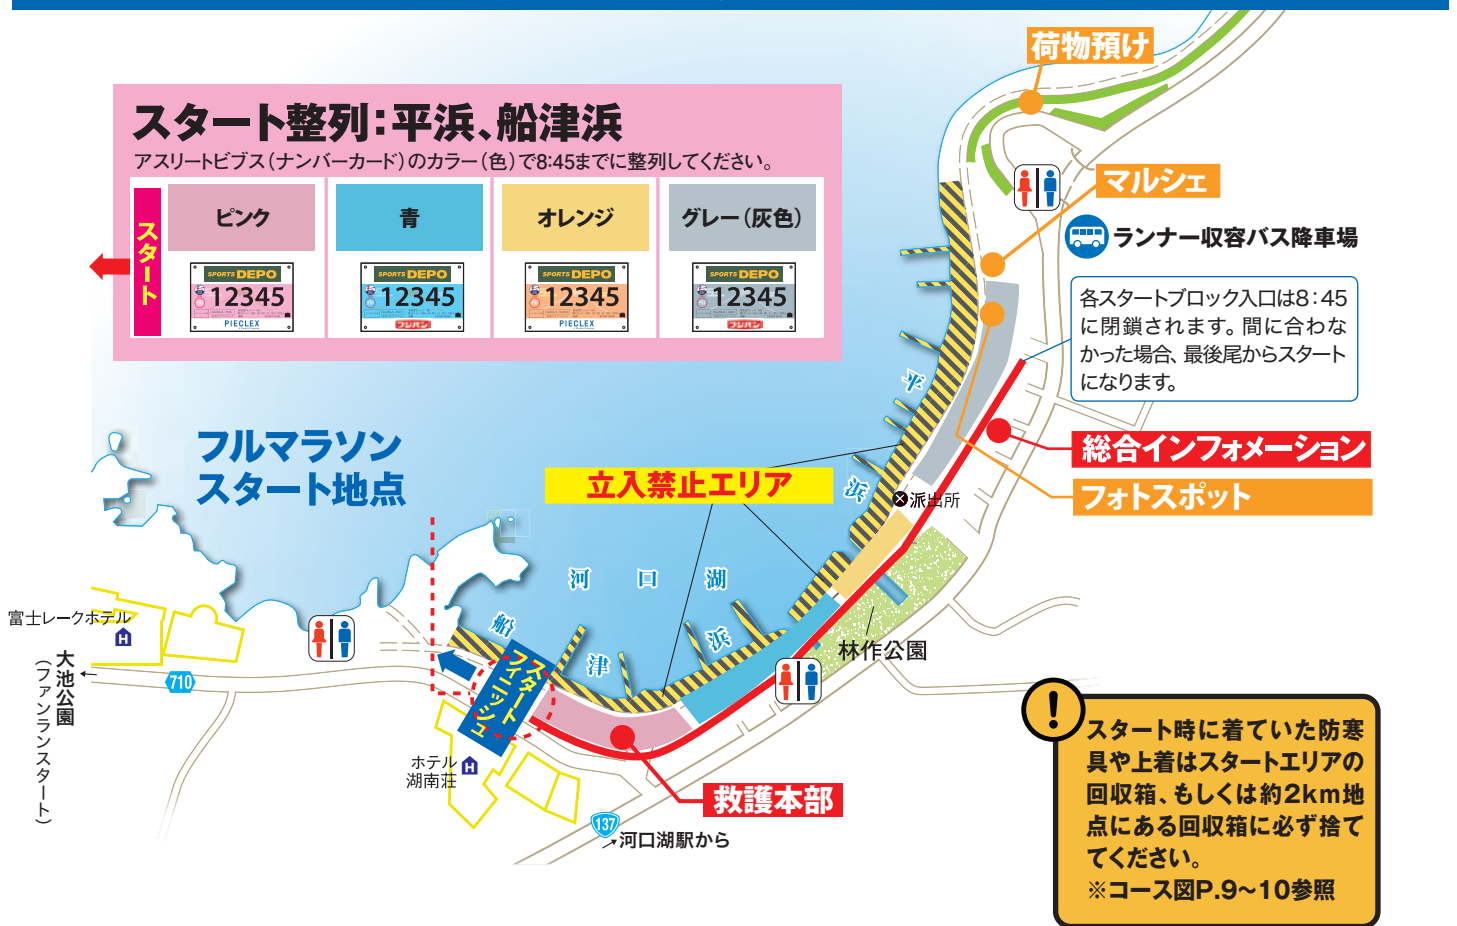 荷物預け
スタート整列：平浜、船津浜
アスリートビブス（ナンバーカード）のカラー（色）で8:45までに整列してください。
スタート
ピンク
青
オレンジ
グレー（灰色）
SPORTS DEPO
12345
PIECLEX
SPORTS DEPO
12345
フジパン
SPORTS DEPO
12345
PIECLEX
SPORTS DEPO
12345
フジパン
マルシェ
ランナー収容バス降車場
各スタートブロック入口は8：45
に閉鎖されます。間に合わな
かった場合、最後尾からスタート
になります。
平
浜
フルマラソン
スタート地点
立入禁止エリア
総合インフォメーション
フォトスポット
派出所
河口湖
船
津
浜
富士レークホテル
H
大池公園
（ファンランスタート）
710
スタート
フィニッシュ
林作公園
ホテル
湖南荘
H
救護本部
137
河口湖駅から
!
スタート時に着ていた防寒
具や上着はスタートエリアの
回収箱、もしくは約2km地
点にある回収箱に必ず捨て
てください。
※コース図P.9〜10参照